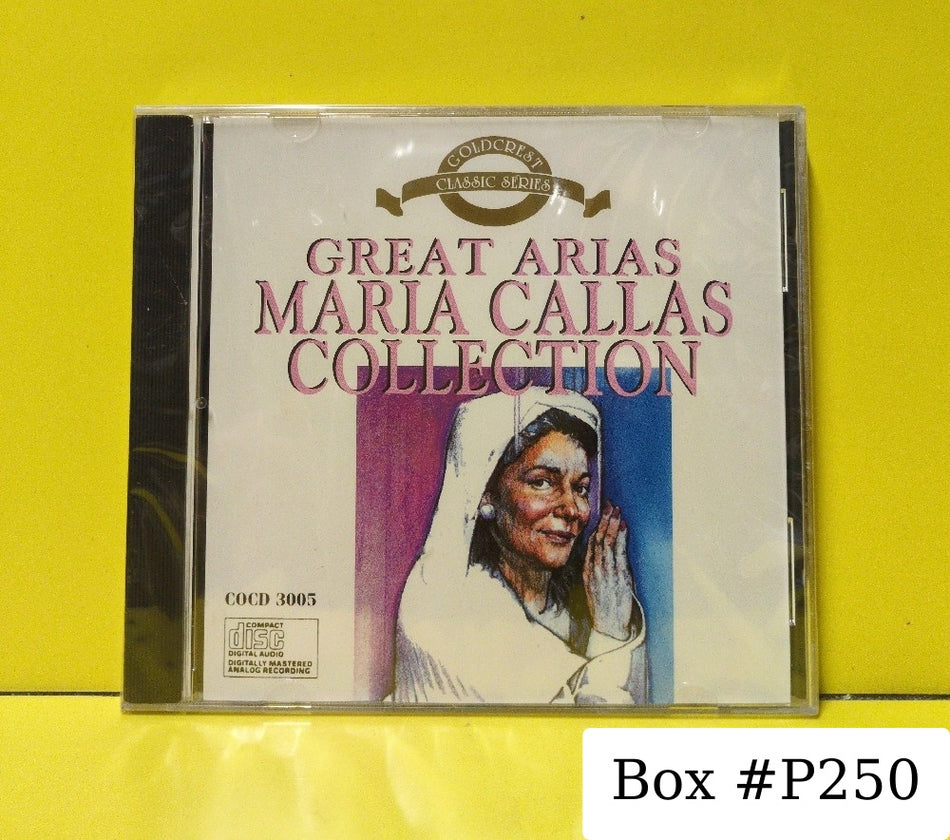 GOLDCREST
CLASSIC SERIES
GREAT ARIAS
MARIA CALLAS
COLLECTION
COCD 3005
COMPACT
disc
DIGITAL AUDIO
DIGITALLY MASTERED
ANALOG RECORDING
Box #P250